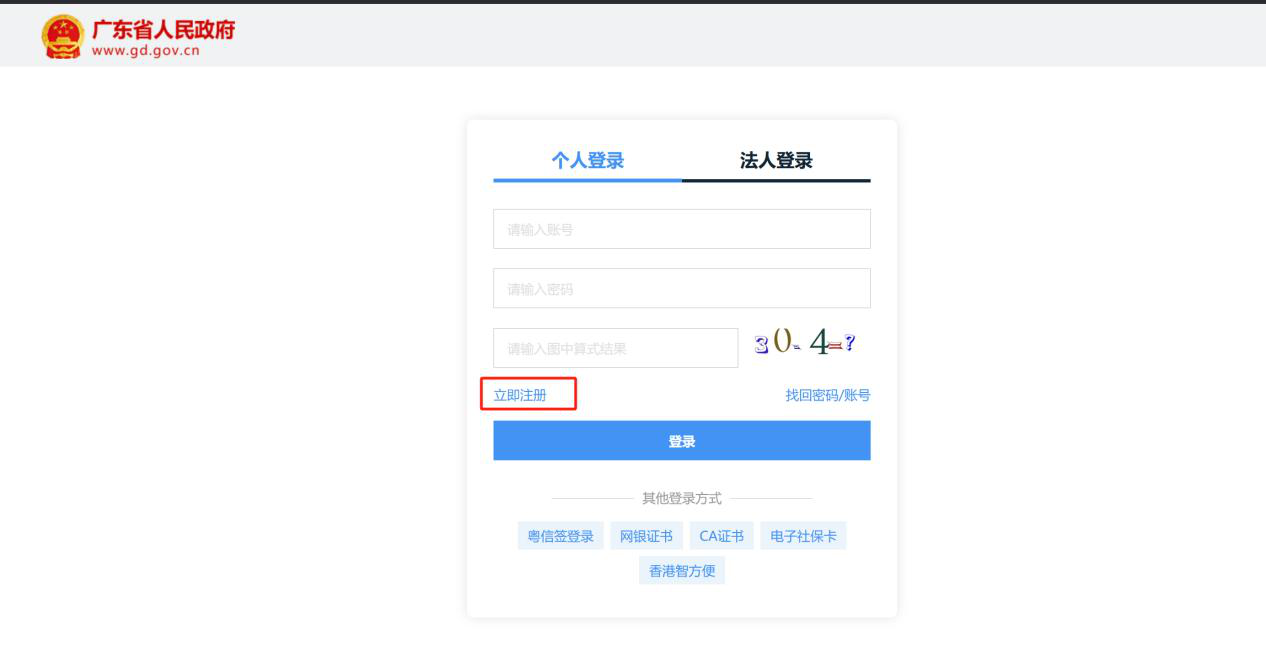 广东省人民政府
www.gd.gov.cn
个人登录 法人登录
请输入账号
请输入密码
请输入图中算式结果 30-4=?
立即注册 找回密码/账号
登录
其他登录方式
粤信签登录 网银证书 CA证书 电子社保卡
香港智方便